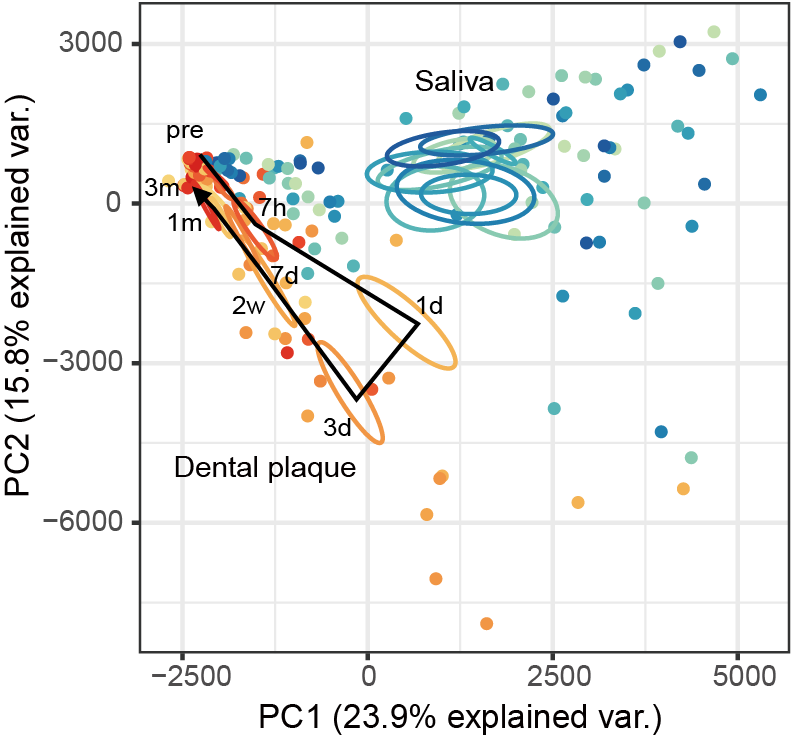 3000
0
−3000
−6000
PC2 (15.8% explained var.)
Saliva
pre
3m
1m
7h
7d
2w
1d
3d
Dental plaque
−2500
0
2500
5000
PC1 (23.9% explained var.)